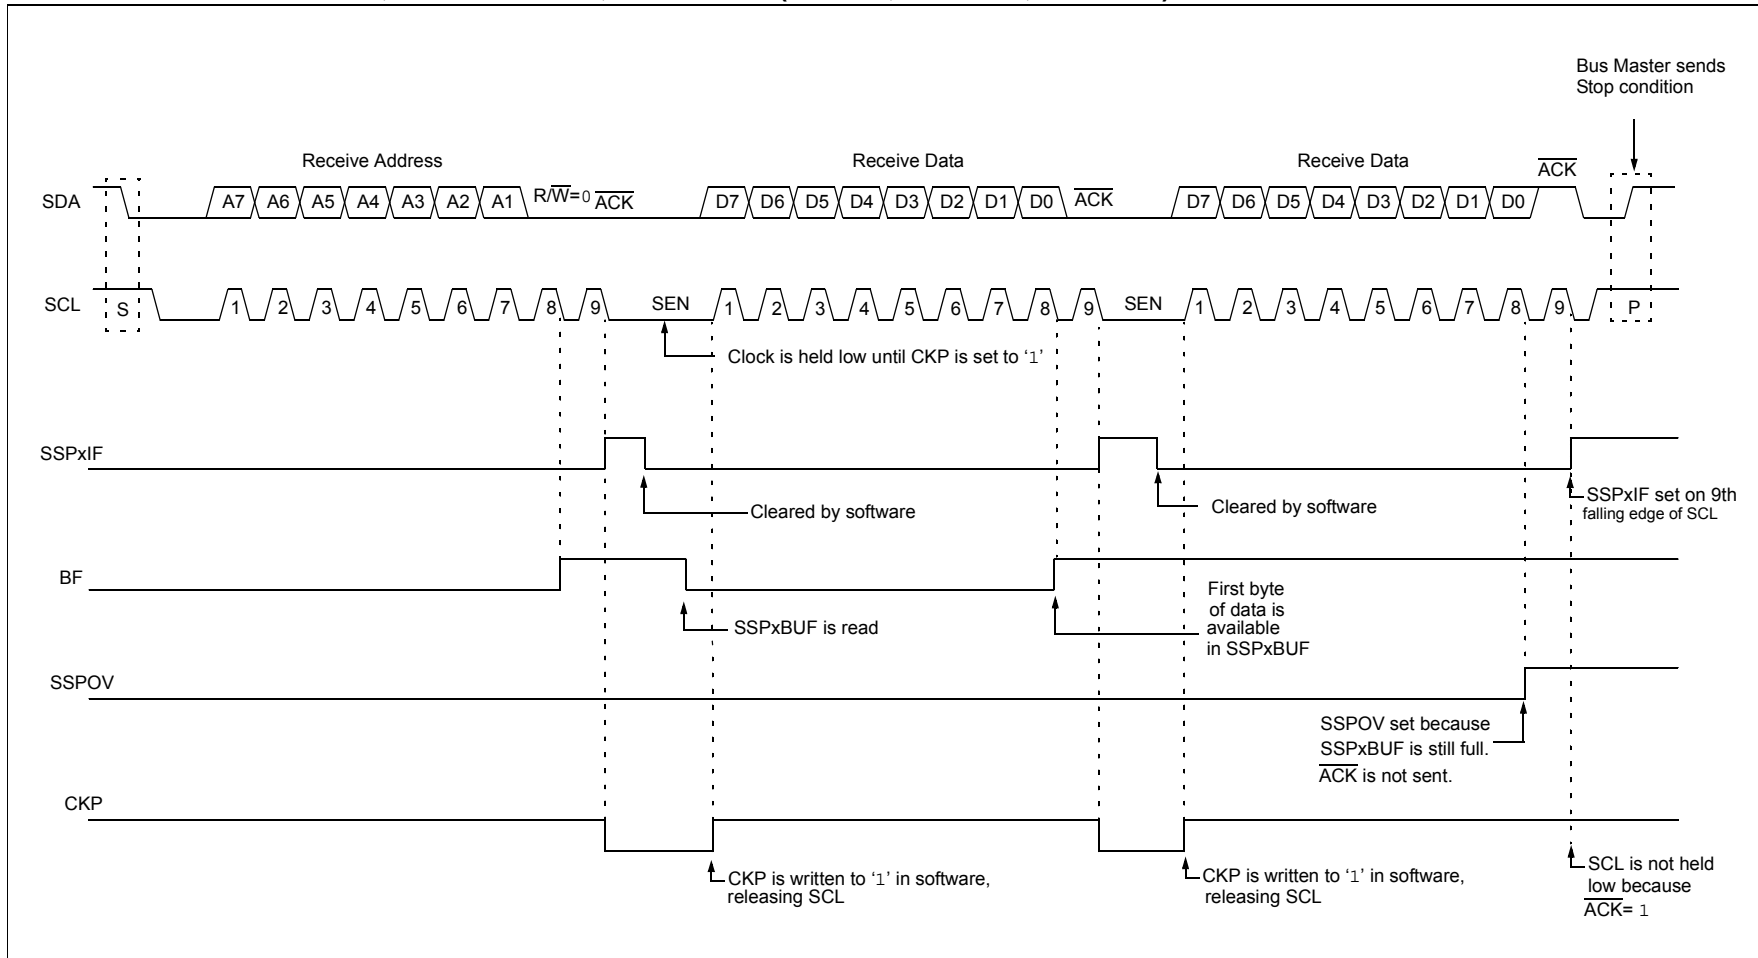 Bus Master sends
Stop condition
Receive Address
Receive Data
Receive Data
ACK
SDA
A7 A6 A5 A4 A3 A2 A1 R/W=0 ACK
D7 D6 D5 D4 D3 D2 D1 D0 ACK
D7 D6 D5 D4 D3 D2 D1 D0
SCL
S
1 2 3 4 5 6 7 8 9 SEN
1 2 3 4 5 6 7 8 9 SEN
1 2 3 4 5 6 7 8 9
P
Clock is held low until CKP is set to ‘1’
SSPxIF
Cleared by software
Cleared by software
SSPxIF set on 9th
falling edge of SCL
BF
SSPxBUF is read
First byte
of data is
available
in SSPxBUF
SSPOV
SSPOV set because
SSPxBUF is still full.
ACK is not sent.
CKP
CKP is written to ‘1’ in software,
releasing SCL
CKP is written to ‘1’ in software,
releasing SCL
SCL is not held
low because
ACK= 1